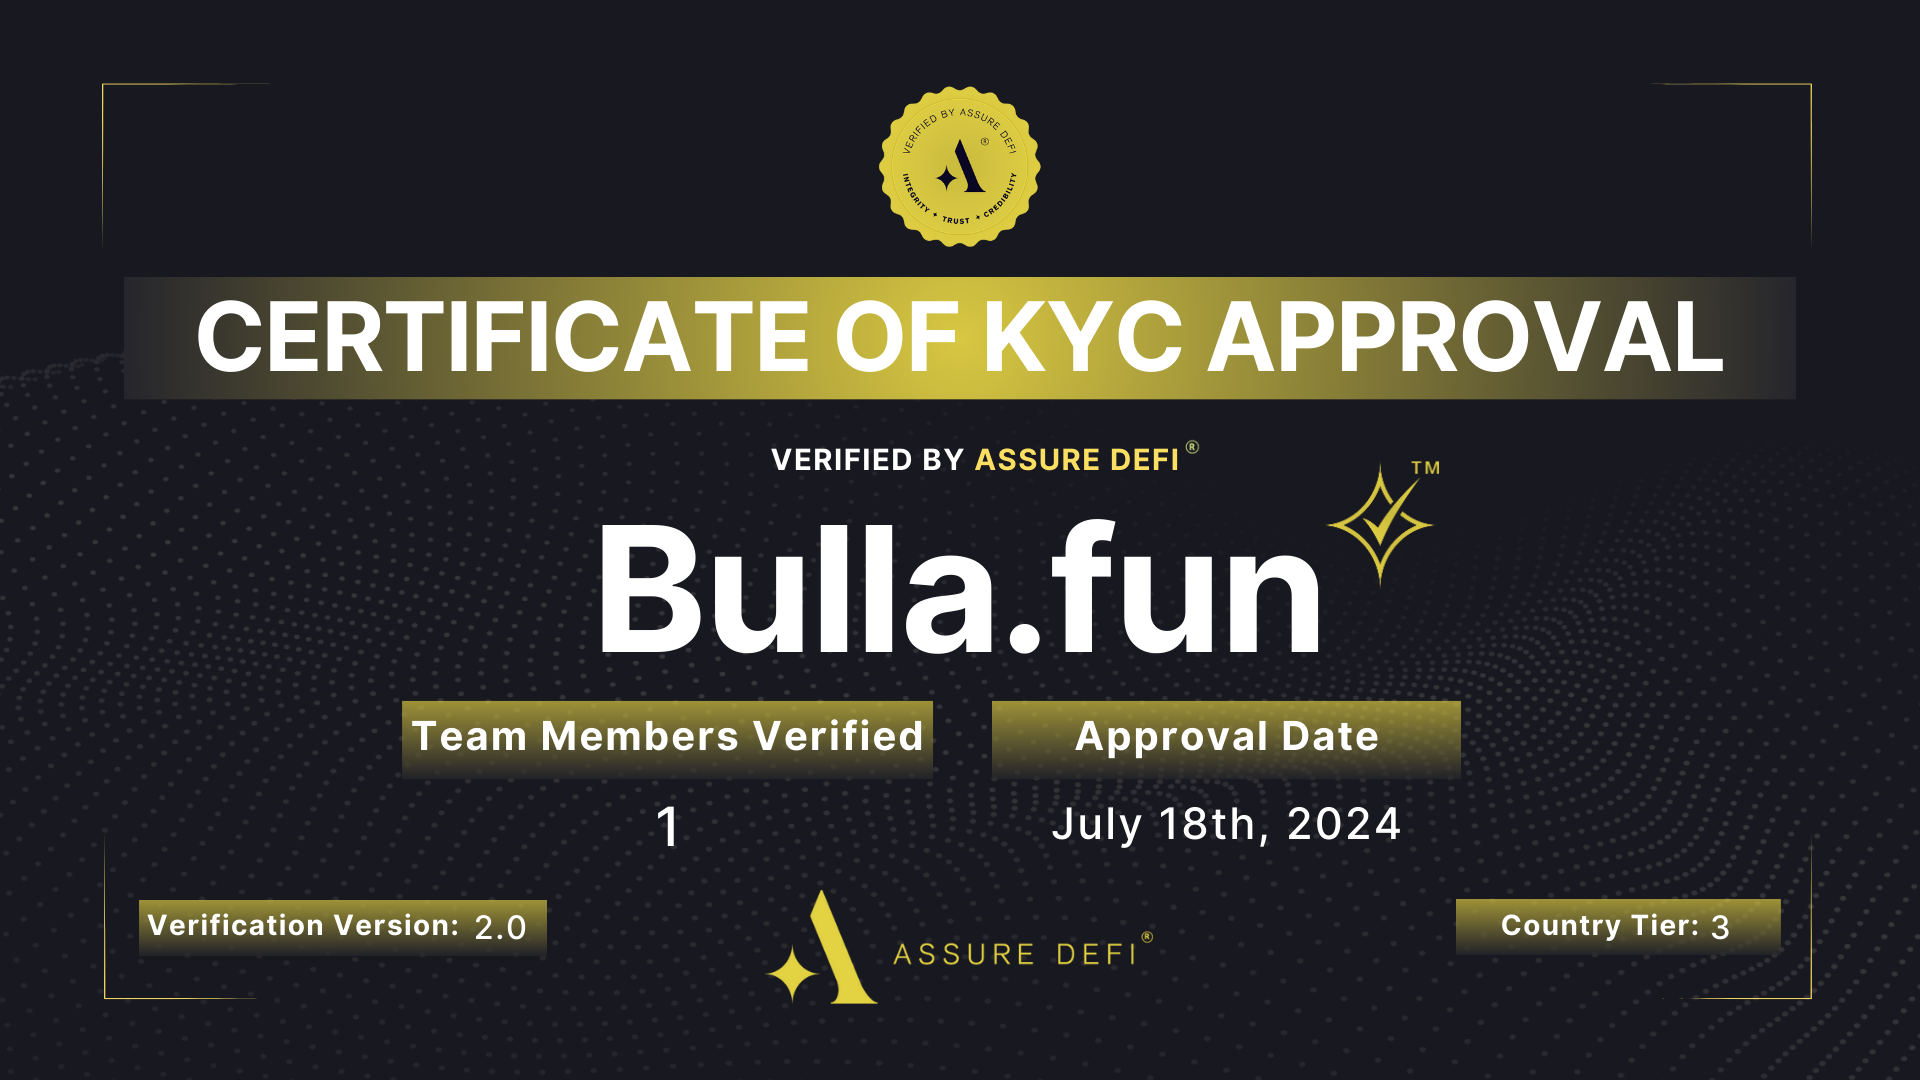 VERIFIED BY ASSURE DEFI
®
INTEGRITY ✦ TRUST ✦ CREDIBILITY
CERTIFICATE OF KYC APPROVAL
VERIFIED BY ASSURE DEFI ®
TM
Bulla.fun
Team Members Verified
1
Approval Date
July 18th, 2024
Verification Version: 2.0
ASSURE DEFI ®
Country Tier: 3